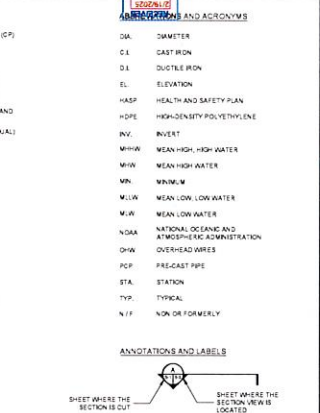 2/19/2025
ABBREVIATIONS AND ACRONYMS
(CP)
DIA. DIAMETER
C.I. CAST IRON
D.I. DUCTILE IRON
EL. ELEVATION
HASP HEALTH AND SAFETY PLAN
AND
HDPE HIGH-DENSITY POLYETHYLENE
UAL)
INV. INVERT
MHHW MEAN HIGH, HIGH WATER
MHW MEAN HIGH WATER
MIN. MINIMUM
MLLW MEAN LOW, LOW WATER
MLW MEAN LOW WATER
NOAA NATIONAL OCEANIC AND
ATMOSPHERIC ADMINISTRATION
OHW OVERHEAD WIRES
PCP PRE-CAST PIPE
STA. STATION
TYP. TYPICAL
N / F NON OR FORMERLY
ANNOTATIONS AND LABELS
A
SHEET WHERE THE
SECTION IS CUT
SHEET WHERE THE
SECTION VIEW IS
LOCATED